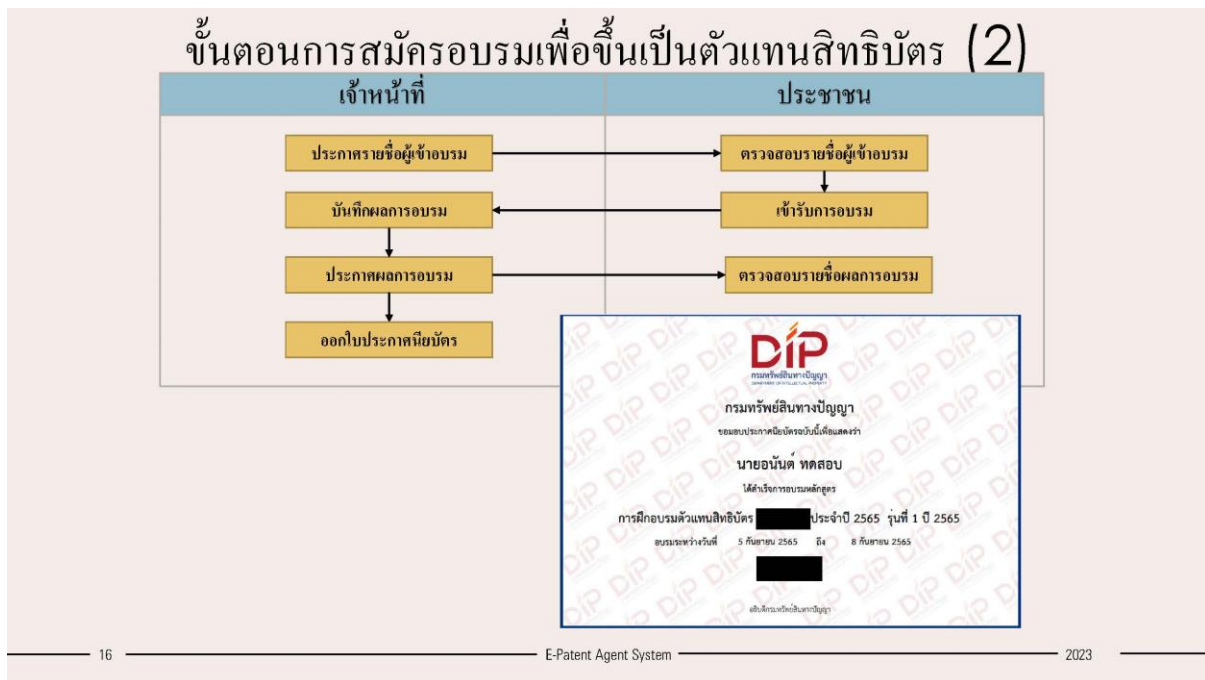 ขั้นตอนการสมัครอบรมเพื่อขึ้นเป็นตัวแทนสิทธิบัตร (2)
เจ้าหน้าที่ ประชาชน
ประกาศรายชื่อผู้เข้าอบรม ตรวจสอบรายชื่อผู้เข้าอบรม
บันทึกผลการอบรม เข้ารับการอบรม
ประกาศผลการอบรม ตรวจสอบรายชื่อผลการอบรม
ออกใบประกาศนียบัตร
DIP
กรมทรัพย์สินทางปัญญา
DEPARTMENT OF INTELLECTUAL PROPERTY
กรมทรัพย์สินทางปัญญา
ขอมอบประกาศนียบัตรฉบับนี้เพื่อแสดงว่า
นายอนันต์ ทดสอบ
ได้สำเร็จการอบรมหลักสูตร
การฝึกอบรมตัวแทนสิทธิบัตร ประจำปี 2565 รุ่นที่ 1 ปี 2565
อบรมระหว่างวันที่ 5 กันยายน 2565 ถึง 8 กันยายน 2565
อธิบดีกรมทรัพย์สินทางปัญญา
16 E-Patent Agent System 2023